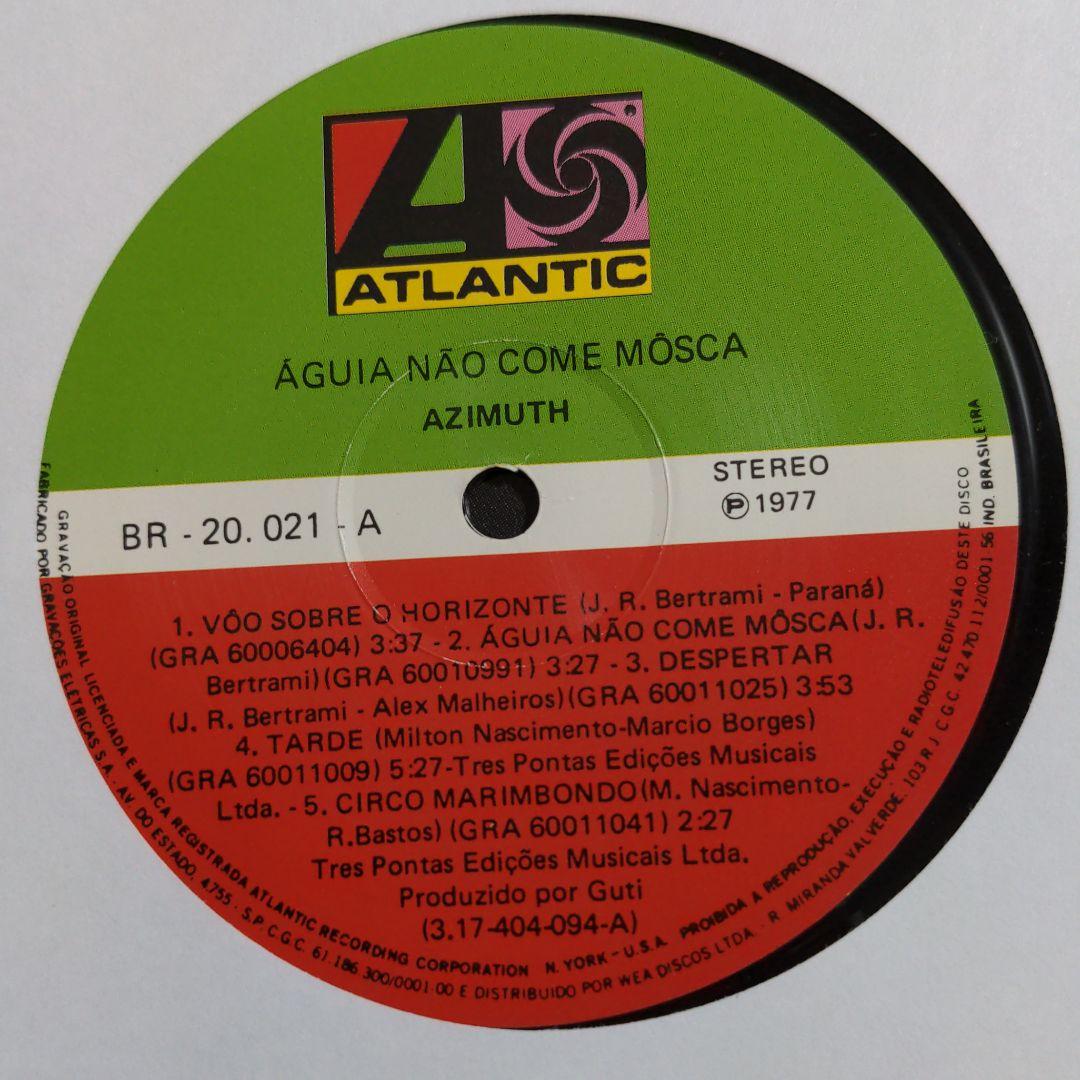 ATLANTIC
ÁGUIA NÃO COME MÔSCA
AZIMUTH
STEREO
BR - 20. 021 - A
Ⓟ 1977
1. VÔO SOBRE O HORIZONTE (J. R. Bertrami - Paraná)
(GRA 60006404) 3:37 - 2. ÁGUIA NÃO COME MÔSCA (J. R.
Bertrami) (GRA 60010991) 3:27 - 3. DESPERTAR
(J. R. Bertrami - Alex Malheiros) (GRA 60011025) 3:53
4. TARDE (Milton Nascimento-Marcio Borges)
(GRA 60011009) 5:27-Tres Pontas Edições Musicais
Ltda. - 5. CIRCO MARIMBONDO (M. Nascimento-
R.Bastos) (GRA 60011041) 2:27
Tres Pontas Edições Musicais Ltda.
Produzido por Guti
(3.17-404-094-A)
GRAVAÇÃO ORIGINAL LICENCIADA E MARCA REGISTRADA ATLANTIC RECORDING CORPORATION N. YORK - U.S.A. PROIBIDA A REPRODUÇÃO, EXECUÇÃO E RADIOTELEDIFUSÃO DESTE DISCO
FABRICADO POR GRAVAÇÕES ELÉTRICAS S.A. - AV. DO ESTADO, 4755 - S.P. C.G.C. 61.186.300/0001-00 E DISTRIBUIDO POR WEA DISCOS LTDA. - R. MIRANDA VALVERDE, 103 RJ C.G.C. 42 470 112/0001 56 IND. BRASILEIRA